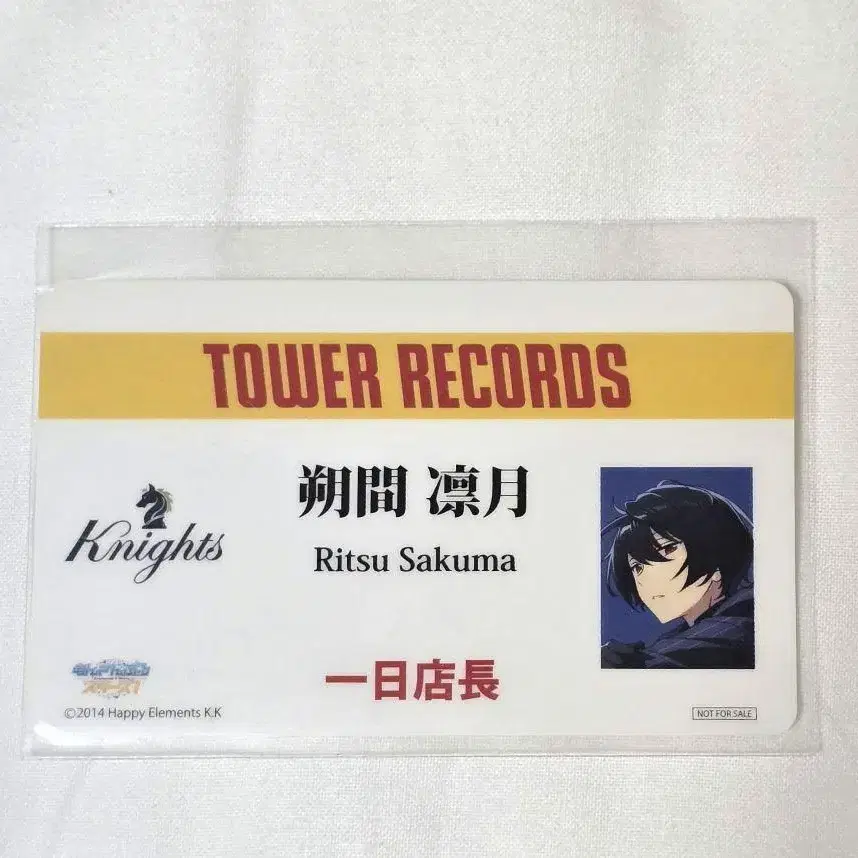 TOWER RECORDS
朔間 凛月
Knights
Ritsu Sakuma
一日店長
©2014 Happy Elements K.K
NOT FOR SALE